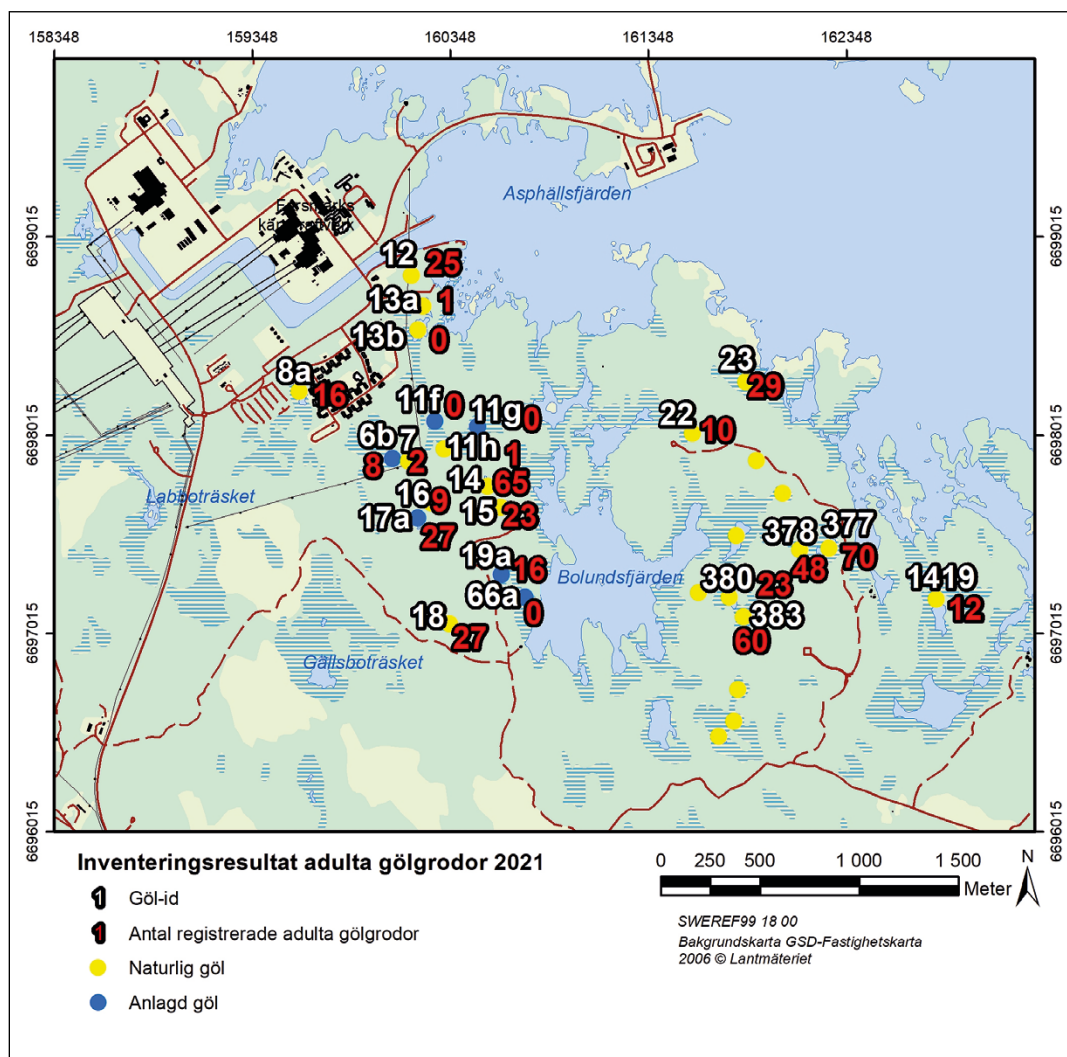 158348 159348 160348 161348 162348
6699015 6699015
6698015 6698015
6697015 6697015
6696015 6696015
Asphällsfjärden
Forsmarks
kärnkraftverk
12 25
13a 1
13b 0
8a 16
23 29
22 10
11f 0
11g 0
6b 8
7 2
11h 1
14 65
16 9
15 23
17a 27
Labboträsket
378 48
377 70
19a 16
Bolundsfjärden
380 23
1419 12
66a 0
383 60
18 27
Gällsboträsket
Inventeringsresultat adulta gölgrodor 2021
1 Göl-id
1 Antal registrerade adulta gölgrodor
Naturlig göl
Anlagd göl
0 250 500 1 000 1 500
Meter
N
SWEREF99 18 00
Bakgrundskarta GSD-Fastighetskarta
2006 © Lantmäteriet